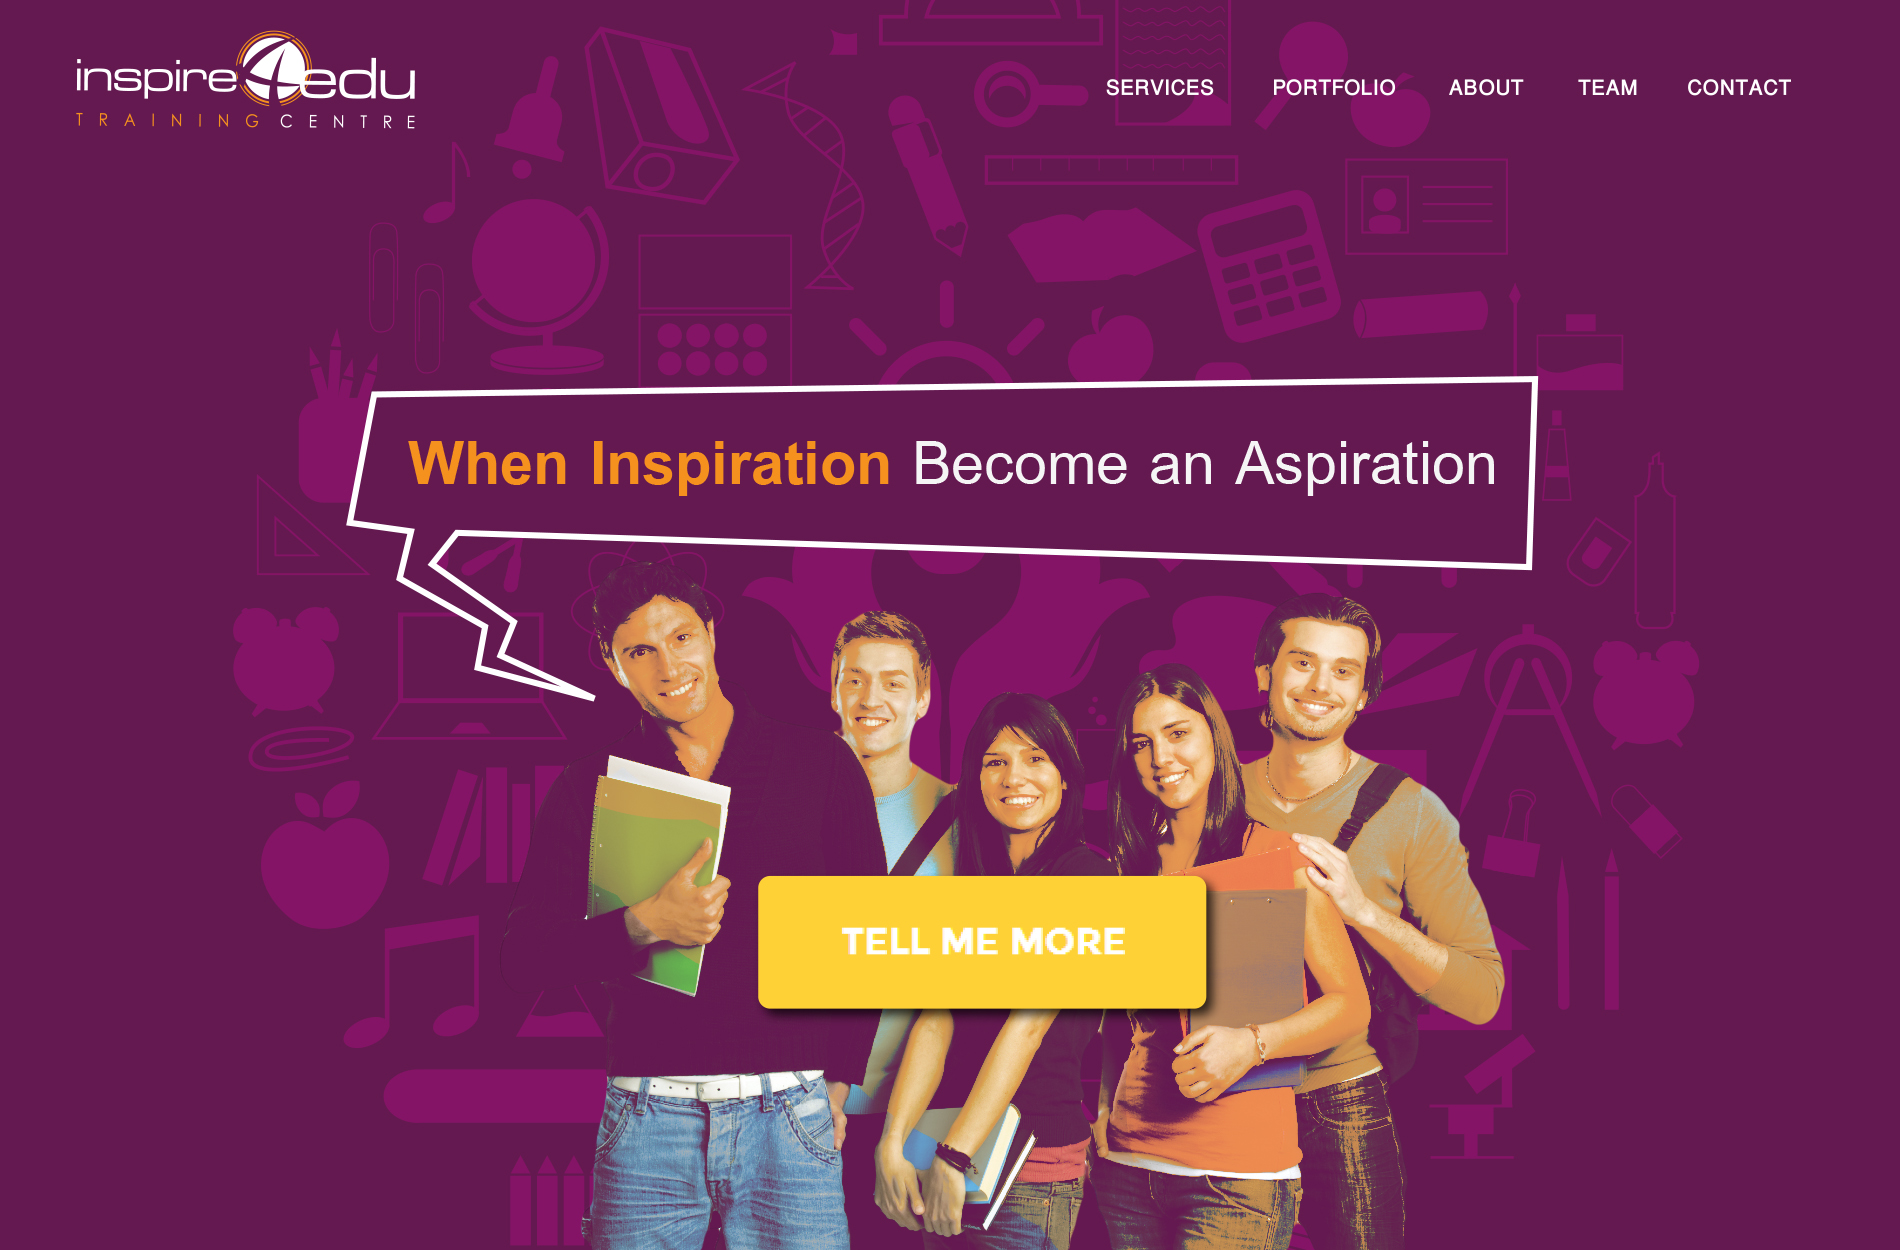 inspire4edu
TRAINING CENTRE
SERVICES PORTFOLIO ABOUT TEAM CONTACT
When Inspiration Become an Aspiration
TELL ME MORE